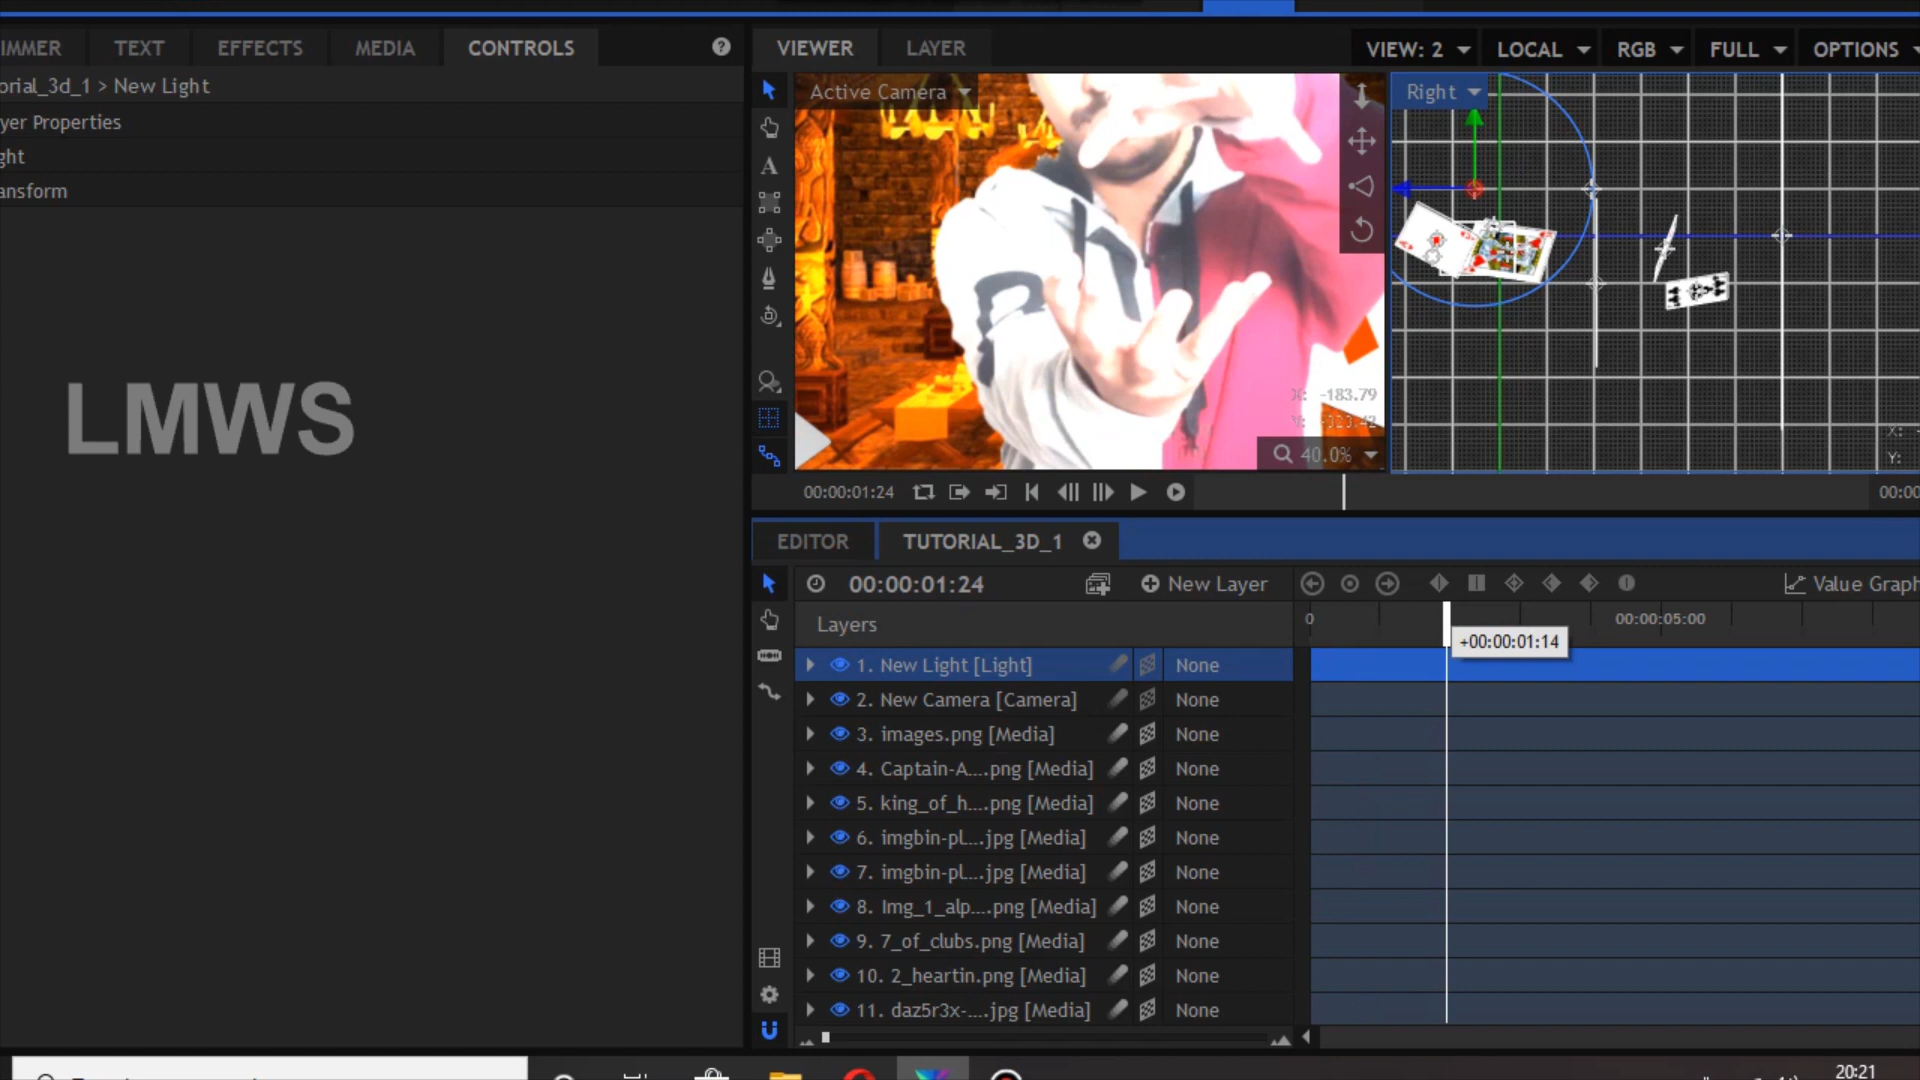 IMMER TEXT EFFECTS MEDIA CONTROLS ?
orial_3d_1 > New Light
yer Properties
ght
ansform
LMWS
VIEWER LAYER
VIEW: 2 LOCAL RGB FULL OPTIONS
Active Camera
Right
X: -183.79
Y: -323.42
40.0%
X: -
Y:
00:00:01:24
00:00
EDITOR TUTORIAL_3D_1
00:00:01:24 New Layer
Value Graph
Layers
0 00:00:05:00
+00:00:01:14
1. New Light [Light] None
2. New Camera [Camera] None
3. images.png [Media] None
4. Captain-A....png [Media] None
5. king_of_h....png [Media] None
6. imgbin-pl....jpg [Media] None
7. imgbin-pl....jpg [Media] None
8. Img_1_alp....png [Media] None
9. 7_of_clubs.png [Media] None
10. 2_heartin.png [Media] None
11. daz5r3x-....jpg [Media] None
20:21